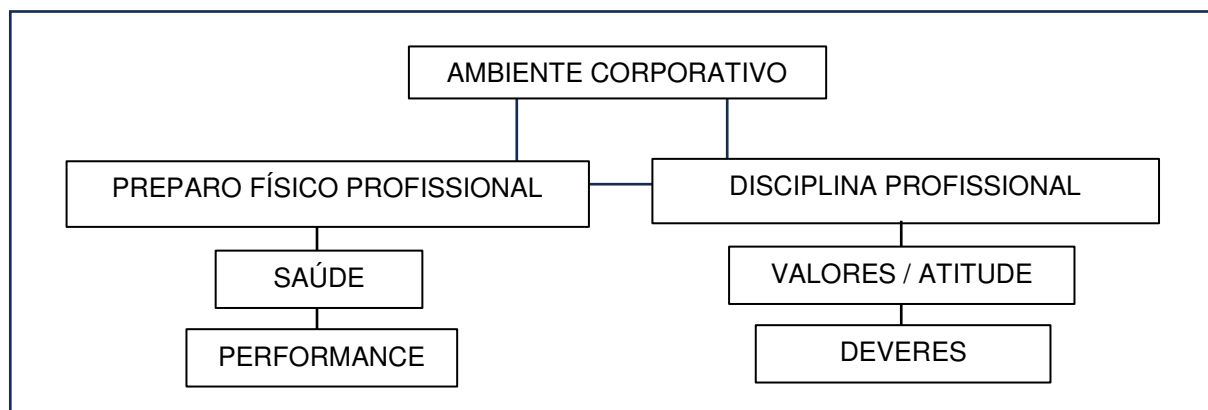 AMBIENTE CORPORATIVO
PREPARO FÍSICO PROFISSIONAL
DISCIPLINA PROFISSIONAL
SAÚDE
VALORES / ATITUDE
PERFORMANCE
DEVERES